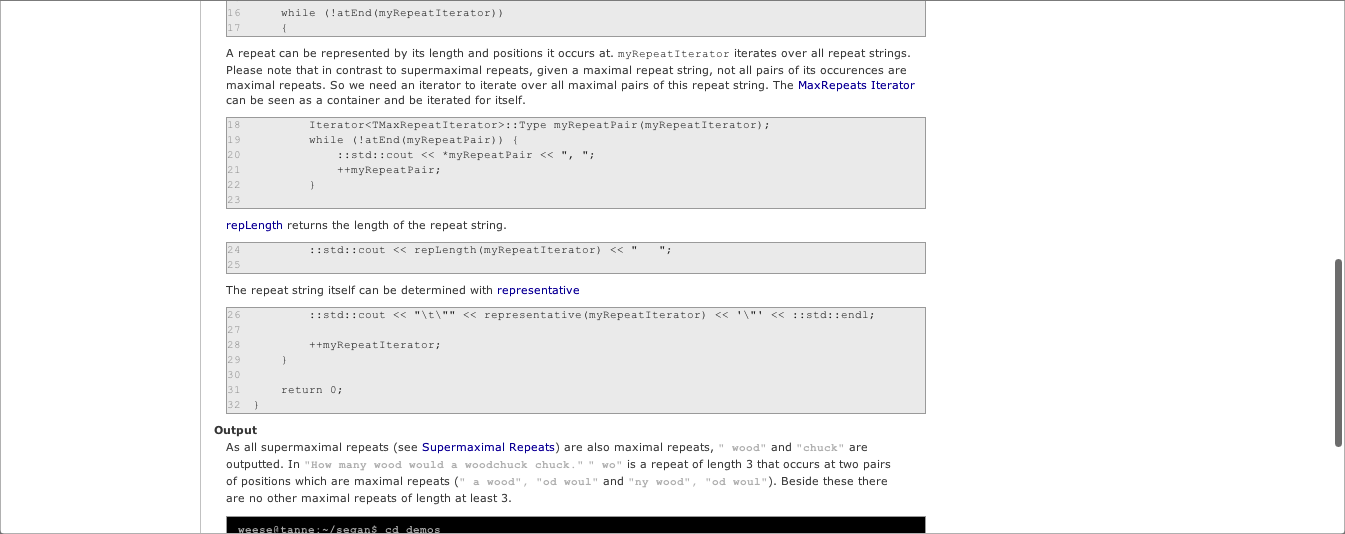 16      while (!atEnd(myRepeatIterator))
17      {
A repeat can be represented by its length and positions it occurs at. myRepeatIterator iterates over all repeat strings.
Please note that in contrast to supermaximal repeats, given a maximal repeat string, not all pairs of its occurences are
maximal repeats. So we need an iterator to iterate over all maximal pairs of this repeat string. The MaxRepeats Iterator
can be seen as a container and be iterated for itself.
18          Iterator<TMaxRepeatIterator>::Type myRepeatPair(myRepeatIterator);
19          while (!atEnd(myRepeatPair)) {
20              ::std::cout << *myRepeatPair << ", ";
21              ++myRepeatPair;
22          }
23
repLength returns the length of the repeat string.
24          ::std::cout << repLength(myRepeatIterator) << "   ";
25
The repeat string itself can be determined with representative
26          ::std::cout << "\t\"" << representative(myRepeatIterator) << '\"' << ::std::endl;
27
28          ++myRepeatIterator;
29      }
30
31      return 0;
32  }
Output
As all supermaximal repeats (see Supermaximal Repeats) are also maximal repeats, " wood" and "chuck" are
outputted. In "How many wood would a woodchuck chuck." " wo" is a repeat of length 3 that occurs at two pairs
of positions which are maximal repeats (" a wood", "od woul" and "ny wood", "od woul"). Beside these there
are no other maximal repeats of length at least 3.
weese@tanne:~/seqan$ cd demos